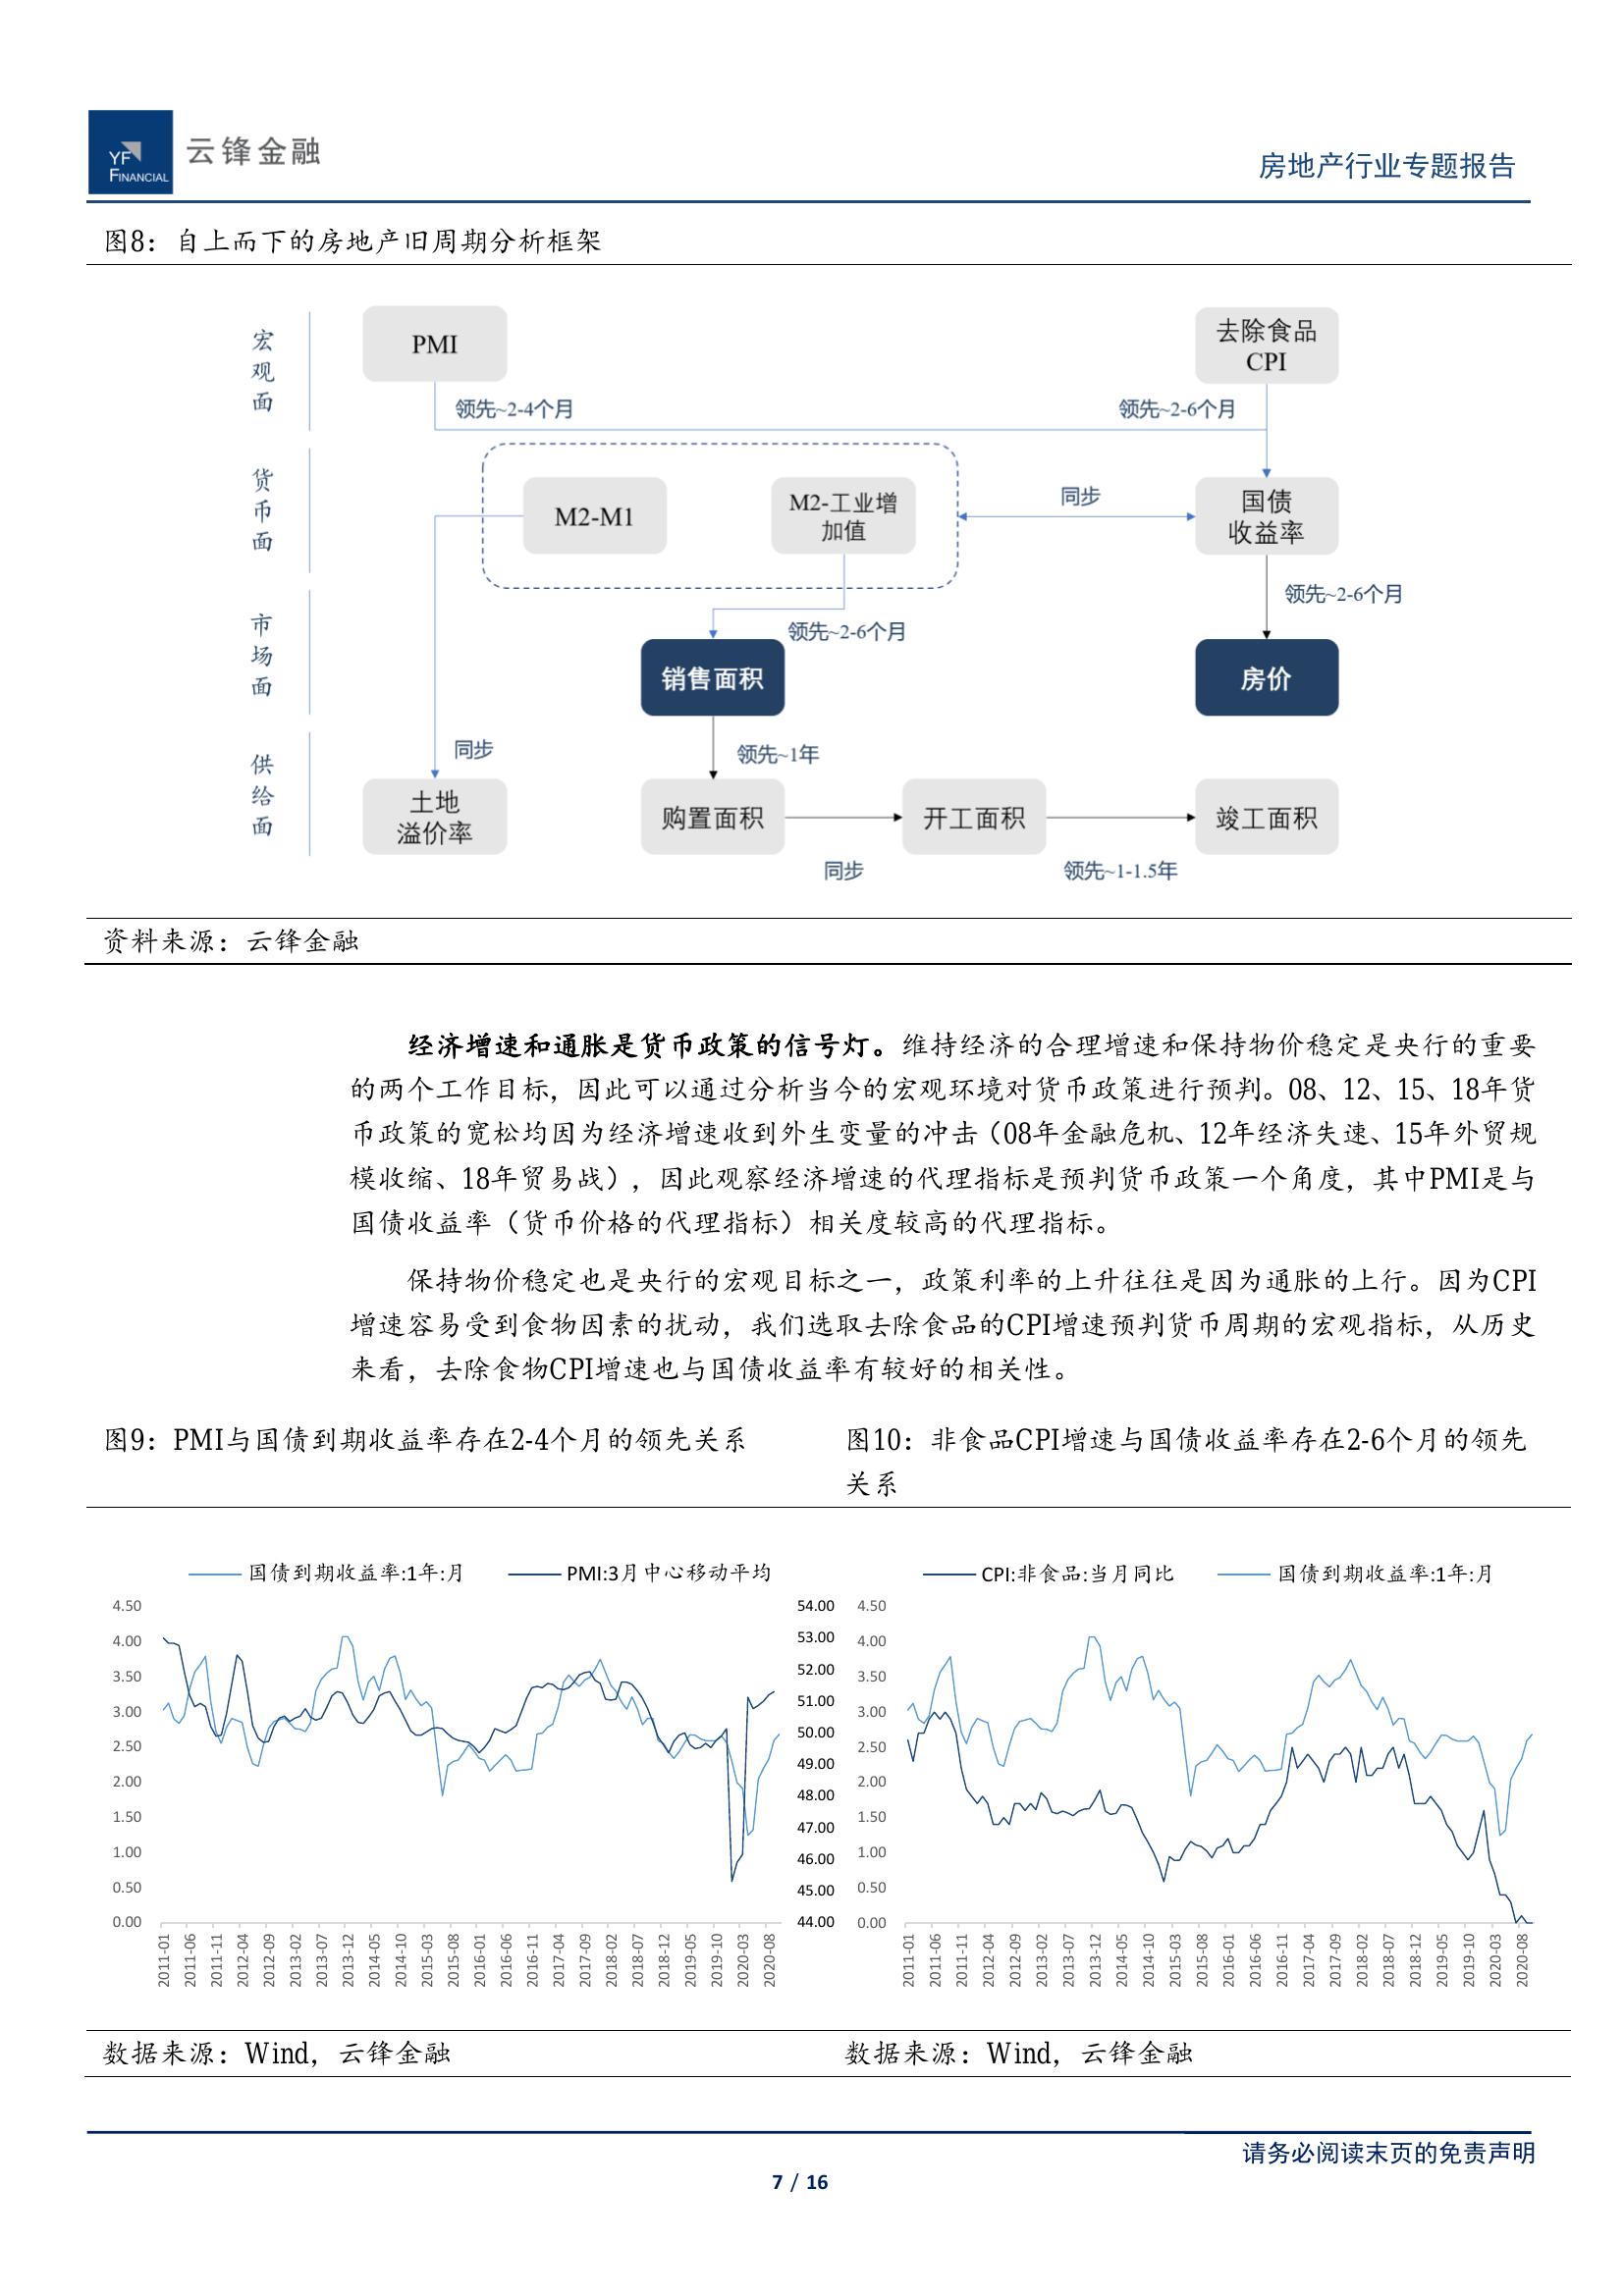 YF
FINANCIAL
云锋金融
房地产行业专题报告
图8：自上而下的房地产旧周期分析框架
宏观面
PMI
去除食品
CPI
领先~2-4个月
领先~2-6个月
货币面
M2-M1
M2-工业增
加值
同步
国债
收益率
领先~2-6个月
市场面
领先~2-6个月
销售面积
房价
同步
领先~1年
供给面
土地
溢价率
购置面积
开工面积
竣工面积
同步
领先~1-1.5年
资料来源：云锋金融
经济增速和通胀是货币政策的信号灯。维持经济的合理增速和保持物价稳定是央行的重要
的两个工作目标，因此可以通过分析当今的宏观环境对货币政策进行预判。08、12、15、18年货
币政策的宽松均因为经济增速收到外生变量的冲击（08年金融危机、12年经济失速、15年外贸规
模收缩、18年贸易战），因此观察经济增速的代理指标是预判货币政策一个角度，其中PMI是与
国债收益率（货币价格的代理指标）相关度较高的代理指标。
保持物价稳定也是央行的宏观目标之一，政策利率的上升往往是因为通胀的上行。因为CPI
增速容易受到食物因素的扰动，我们选取去除食品的CPI增速预判货币周期的宏观指标，从历史
来看，去除食物CPI增速也与国债收益率有较好的相关性。
图9：PMI与国债到期收益率存在2-4个月的领先关系
国债到期收益率:1年:月 PMI:3月中心移动平均
4.50
4.00
3.50
3.00
2.50
2.00
1.50
1.00
0.50
0.00
54.00
53.00
52.00
51.00
50.00
49.00
48.00
47.00
46.00
45.00
44.00
2011-01
2011-06
2011-11
2012-04
2012-09
2013-02
2013-07
2013-12
2014-05
2014-10
2015-03
2015-08
2016-01
2016-06
2016-11
2017-04
2017-09
2018-02
2018-07
2018-12
2019-05
2019-10
2020-03
2020-08
数据来源：Wind，云锋金融
图10：非食品CPI增速与国债收益率存在2-6个月的领先
关系
CPI:非食品:当月同比 国债到期收益率:1年:月
4.50
4.00
3.50
3.00
2.50
2.00
1.50
1.00
0.50
0.00
2011-01
2011-06
2011-11
2012-04
2012-09
2013-02
2013-07
2013-12
2014-05
2014-10
2015-03
2015-08
2016-01
2016-06
2016-11
2017-04
2017-09
2018-02
2018-07
2018-12
2019-05
2019-10
2020-03
2020-08
数据来源：Wind，云锋金融
请务必阅读末页的免责声明
7 / 16